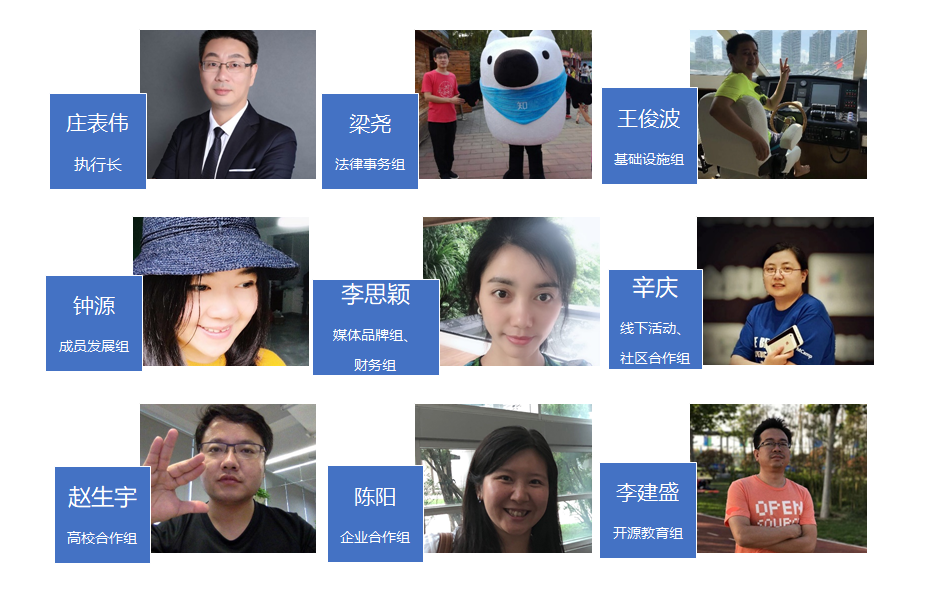 庄表伟
执行长
梁尧
法律事务组
知
王俊波
基础设施组
钟源
成员发展组
李思颖
媒体品牌组、
财务组
辛庆
线下活动、
社区合作组
赵生宇
高校合作组
陈阳
企业合作组
李建盛
开源教育组
OPEN